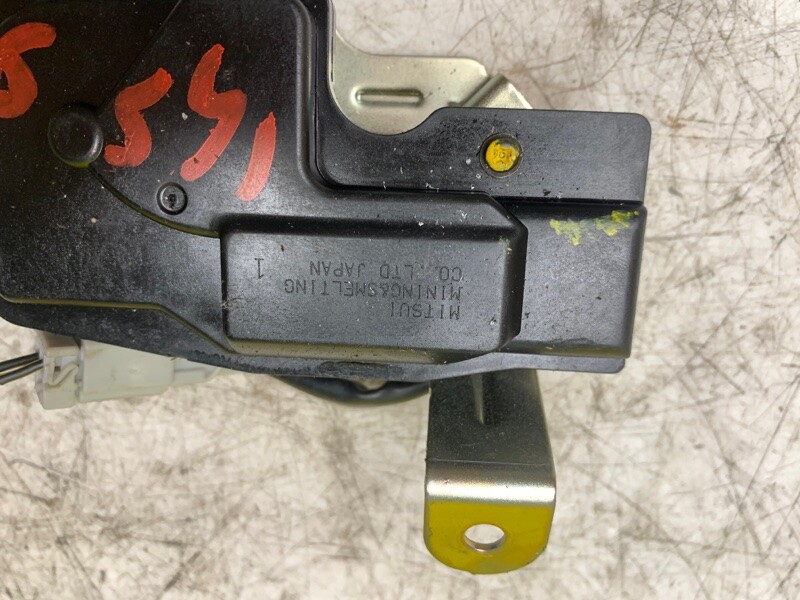 MITSUI
MINING&SMELTING
CO.,LTD JAPAN
1